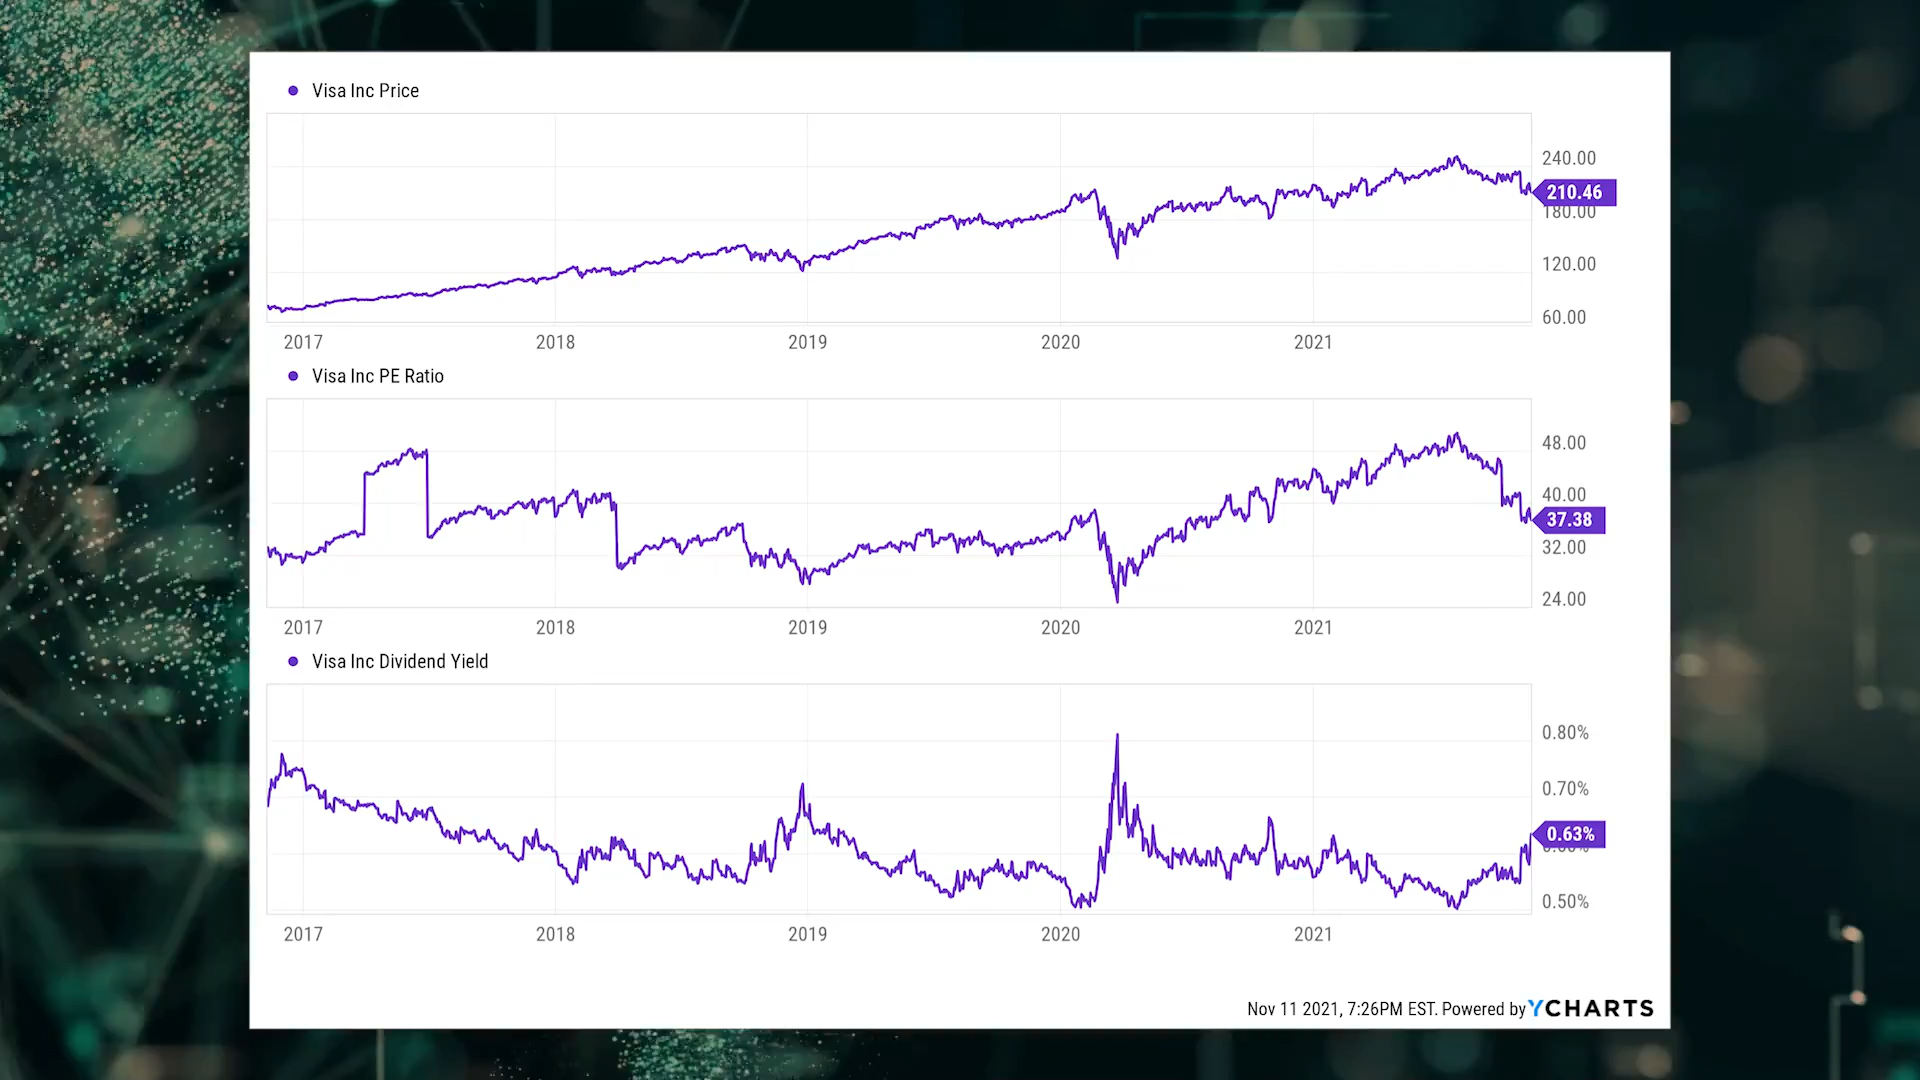 Visa Inc Price
240.00
210.46
180.00
120.00
60.00
2017 2018 2019 2020 2021
Visa Inc PE Ratio
48.00
40.00
37.38
32.00
24.00
2017 2018 2019 2020 2021
Visa Inc Dividend Yield
0.80%
0.70%
0.63%
0.60%
0.50%
2017 2018 2019 2020 2021
Nov 11 2021, 7:26PM EST. Powered by YCHARTS